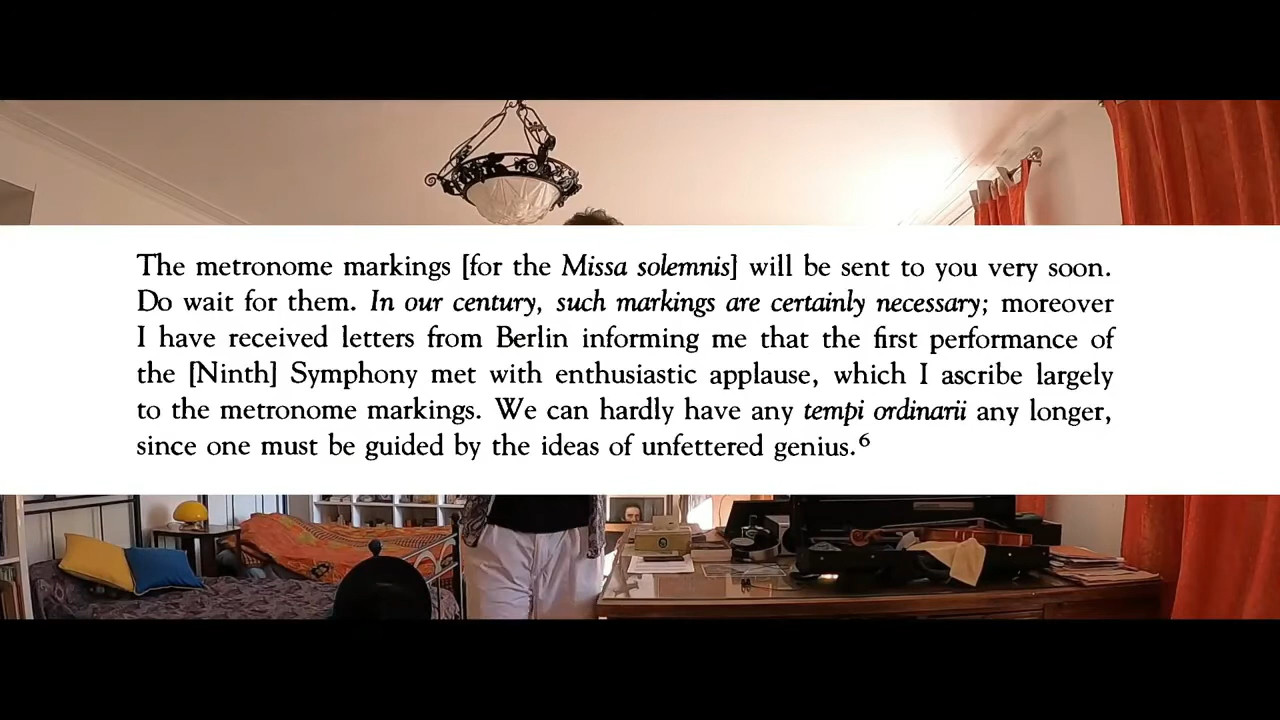 The metronome markings [for the Missa solemnis] will be sent to you very soon.
Do wait for them. In our century, such markings are certainly necessary; moreover
I have received letters from Berlin informing me that the first performance of
the [Ninth] Symphony met with enthusiastic applause, which I ascribe largely
to the metronome markings. We can hardly have any tempi ordinarii any longer,
since one must be guided by the ideas of unfettered genius.⁶